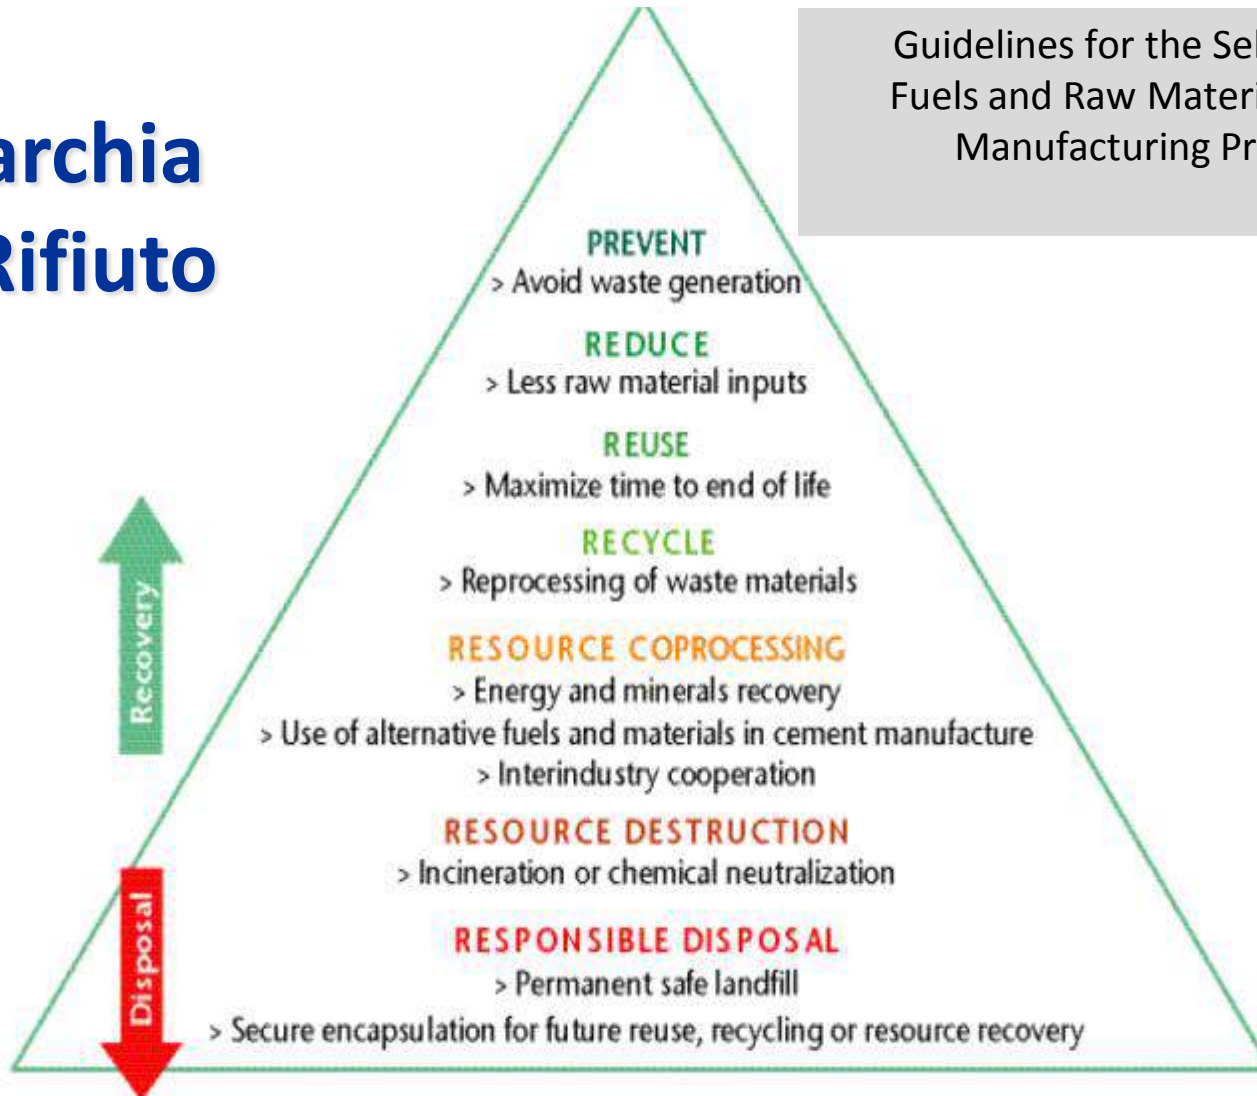 archia
Rifiuto
Guidelines for the Sel
Fuels and Raw Materi
Manufacturing Pr
PREVENT
> Avoid waste generation
REDUCE
> Less raw material inputs
REUSE
> Maximize time to end of life
RECYCLE
> Reprocessing of waste materials
RESOURCE COPROCESSING
> Energy and minerals recovery
> Use of alternative fuels and materials in cement manufacture
> Interindustry cooperation
RESOURCE DESTRUCTION
> Incineration or chemical neutralization
RESPONSIBLE DISPOSAL
> Permanent safe landfill
> Secure encapsulation for future reuse, recycling or resource recovery
Recovery
Disposal